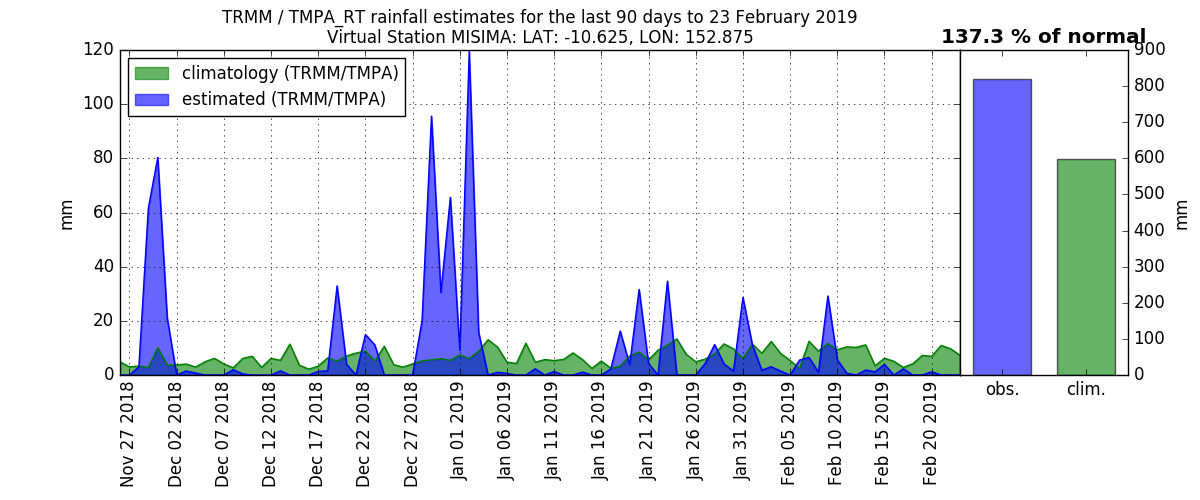 TRMM / TMPA_RT rainfall estimates for the last 90 days to 23 February 2019
Virtual Station MISIMA: LAT: -10.625, LON: 152.875
137.3 % of normal
climatology (TRMM/TMPA)
estimated (TRMM/TMPA)
120
100
80
60
40
20
0
mm
900
800
700
600
500
400
300
200
100
0
mm
obs.
clim.
Nov 27 2018
Dec 02 2018
Dec 07 2018
Dec 12 2018
Dec 17 2018
Dec 22 2018
Dec 27 2018
Jan 01 2019
Jan 06 2019
Jan 11 2019
Jan 16 2019
Jan 21 2019
Jan 26 2019
Jan 31 2019
Feb 05 2019
Feb 10 2019
Feb 15 2019
Feb 20 2019